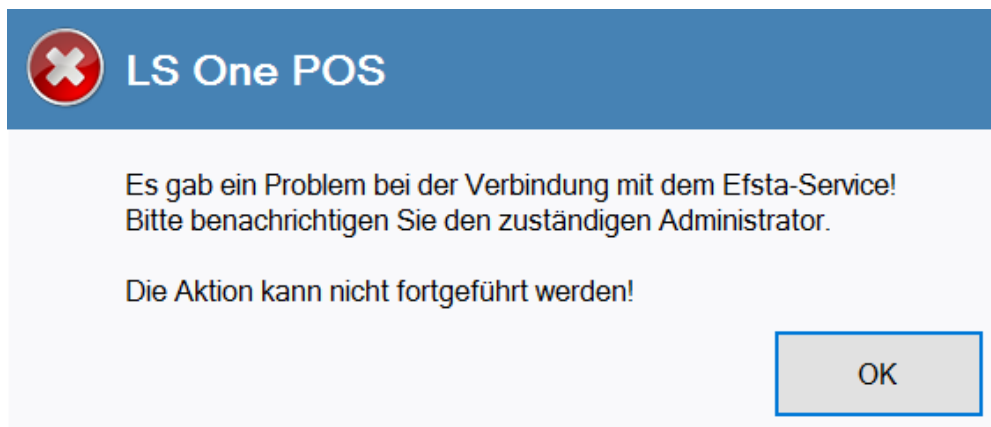 LS One POS
Es gab ein Problem bei der Verbindung mit dem Efsta-Service!
Bitte benachrichtigen Sie den zuständigen Administrator.
Die Aktion kann nicht fortgeführt werden!
OK